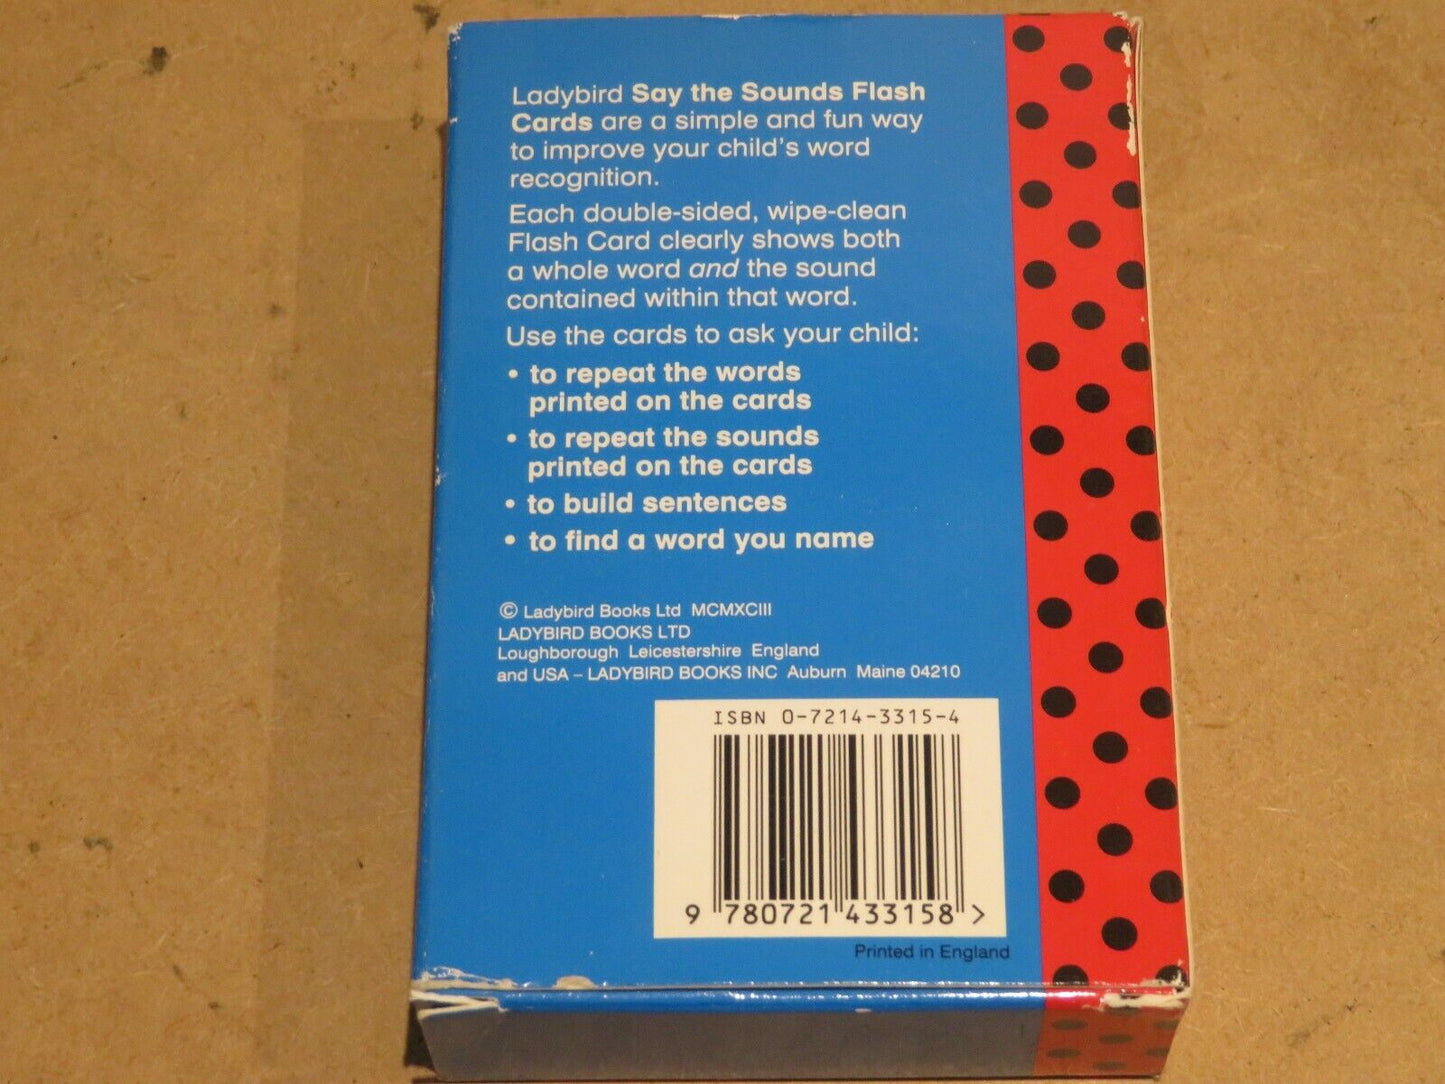 Ladybird Say the Sounds Flash
Cards are a simple and fun way
to improve your child's word
recognition.
Each double-sided, wipe-clean
Flash Card clearly shows both
a whole word and the sound
contained within that word.
Use the cards to ask your child:
• to repeat the words
printed on the cards
• to repeat the sounds
printed on the cards
• to build sentences
• to find a word you name
© Ladybird Books Ltd MCMXCIII
LADYBIRD BOOKS LTD
Loughborough Leicestershire England
and USA – LADYBIRD BOOKS INC Auburn Maine 04210
ISBN 0-7214-3315-4
9 780721 433158 >
Printed in England